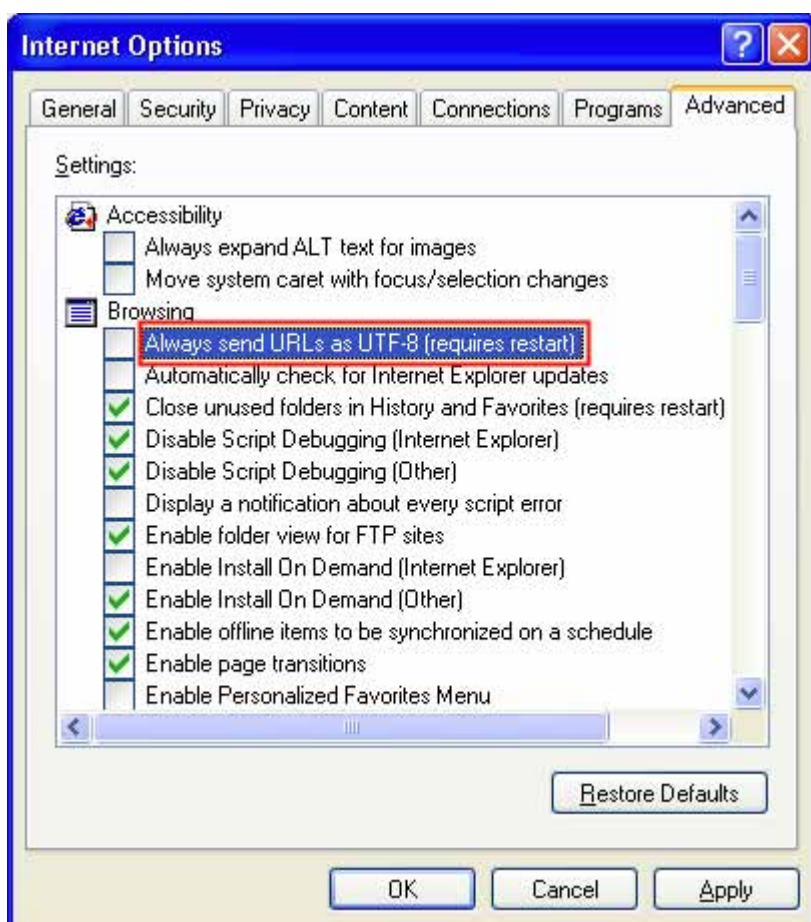 Internet Options
General Security Privacy Content Connections Programs Advanced
Settings:
Accessibility
Always expand ALT text for images
Move system caret with focus/selection changes
Browsing
Always send URLs as UTF-8 (requires restart)
Automatically check for Internet Explorer updates
Close unused folders in History and Favorites (requires restart)
Disable Script Debugging (Internet Explorer)
Disable Script Debugging (Other)
Display a notification about every script error
Enable folder view for FTP sites
Enable Install On Demand (Internet Explorer)
Enable Install On Demand (Other)
Enable offline items to be synchronized on a schedule
Enable page transitions
Enable Personalized Favorites Menu
Restore Defaults
OK Cancel Apply